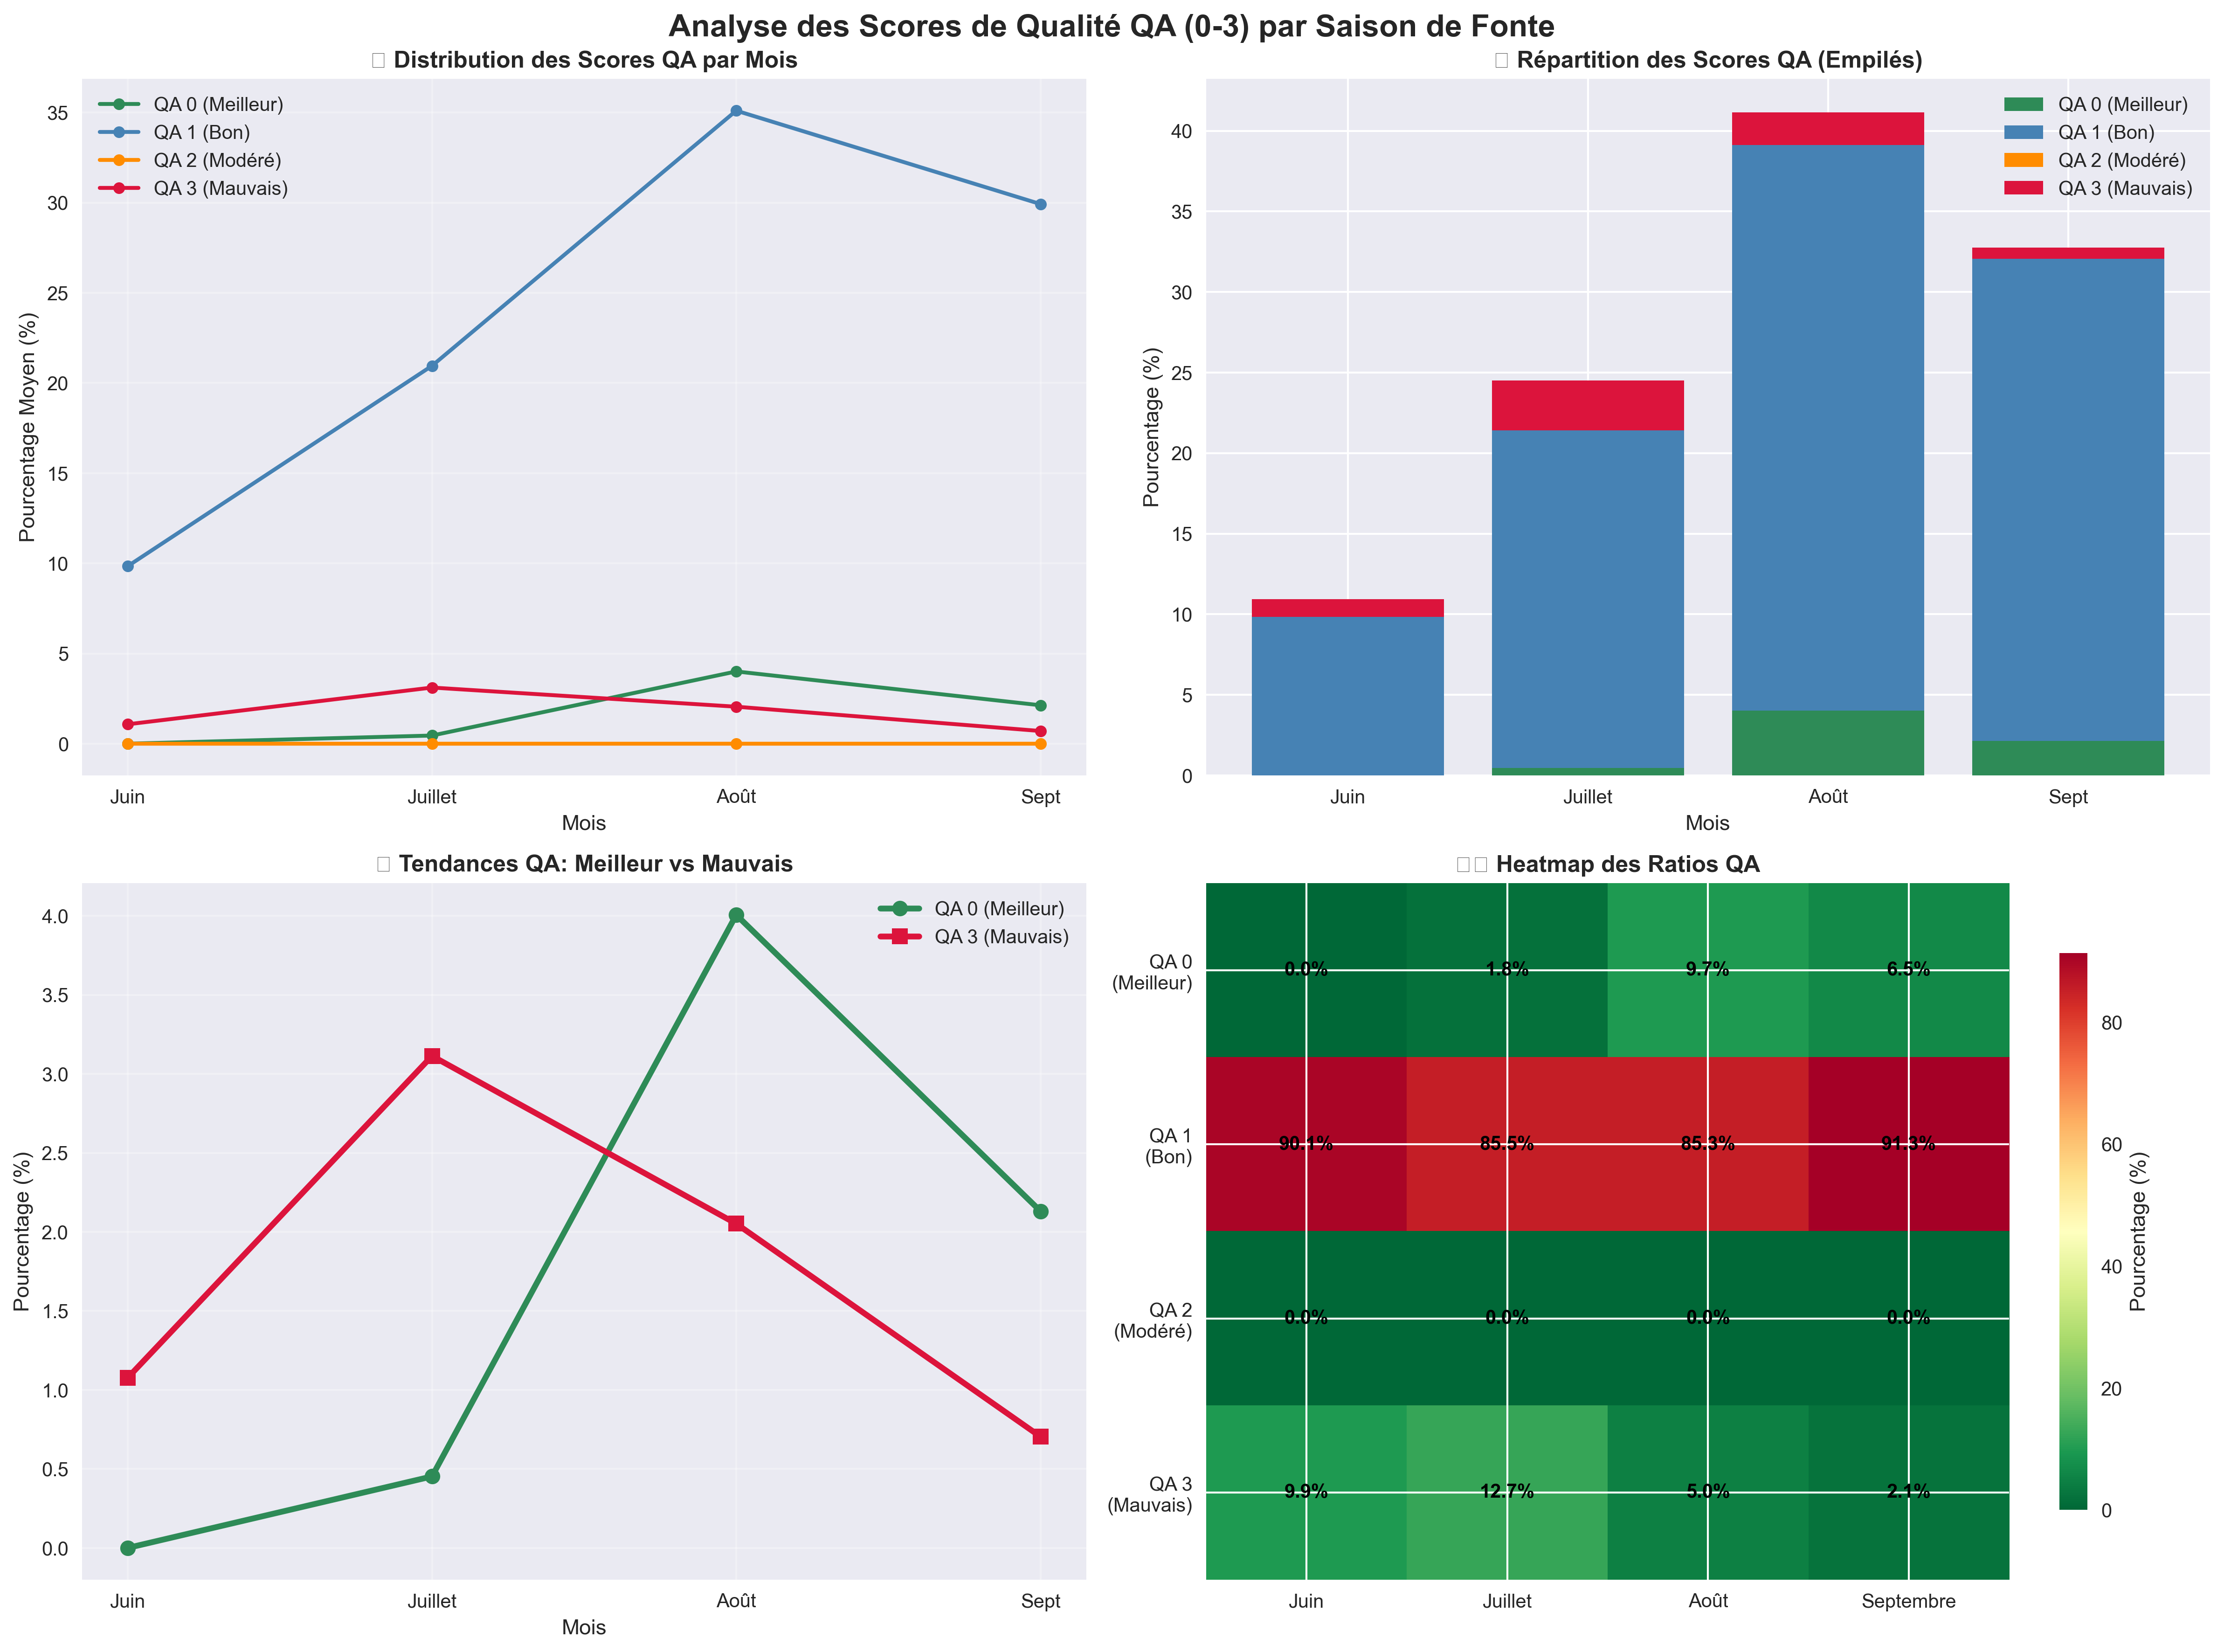 Analyse des Scores de Qualité QA (0-3) par Saison de Fonte
Distribution des Scores QA par Mois
QA 0 (Meilleur)
QA 1 (Bon)
QA 2 (Modéré)
QA 3 (Mauvais)
Pourcentage Moyen (%)
35
30
25
20
15
10
5
0
Juin Juillet Août Sept
Mois
Répartition des Scores QA (Empilés)
QA 0 (Meilleur)
QA 1 (Bon)
QA 2 (Modéré)
QA 3 (Mauvais)
Pourcentage (%)
40
35
30
25
20
15
10
5
0
Juin Juillet Août Sept
Mois
Tendances QA: Meilleur vs Mauvais
QA 0 (Meilleur)
QA 3 (Mauvais)
Pourcentage (%)
4.0
3.5
3.0
2.5
2.0
1.5
1.0
0.5
0.0
Juin Juillet Août Sept
Mois
Heatmap des Ratios QA
QA 0
(Meilleur)
0.0% 1.8% 9.7% 6.5%
QA 1
(Bon)
90.1% 85.5% 85.3% 91.3%
QA 2
(Modéré)
0.0% 0.0% 0.0% 0.0%
QA 3
(Mauvais)
9.9% 12.7% 5.0% 2.1%
Juin Juillet Août Septembre
80
60
40
20
0
Pourcentage (%)